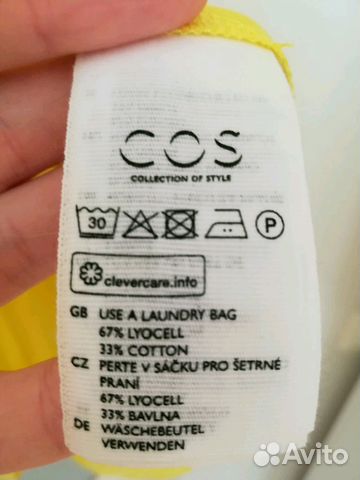 COS
COLLECTION OF STYLE
30 P
clevercare.info
GB USE A LAUNDRY BAG
67% LYOCELL
33% COTTON
CZ PERTE V SÁČKU PRO ŠETRNÉ
PRANÍ
67% LYOCELL
33% BAVLNA
DE WÄSCHEBEUTEL
VERWENDEN
Avito